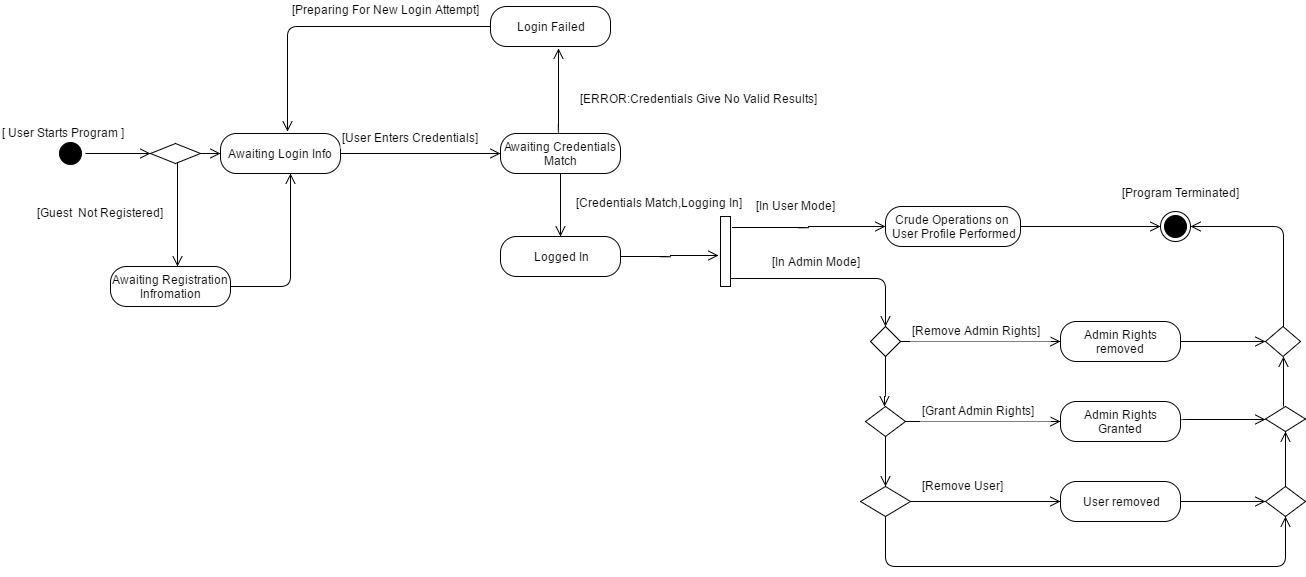 [Preparing For New Login Attempt]
Login Failed
[ERROR:Credentials Give No Valid Results]
[ User Starts Program ]
[User Enters Credentials]
Awaiting Login Info
Awaiting Credentials
Match
[Guest  Not Registered]
[Credentials Match,Logging In]
[In User Mode]
[Program Terminated]
Crude Operations on
User Profile Performed
Logged In
[In Admin Mode]
Awaiting Registration
Infromation
[Remove Admin Rights]
Admin Rights
removed
[Grant Admin Rights]
Admin Rights
Granted
[Remove User]
User removed